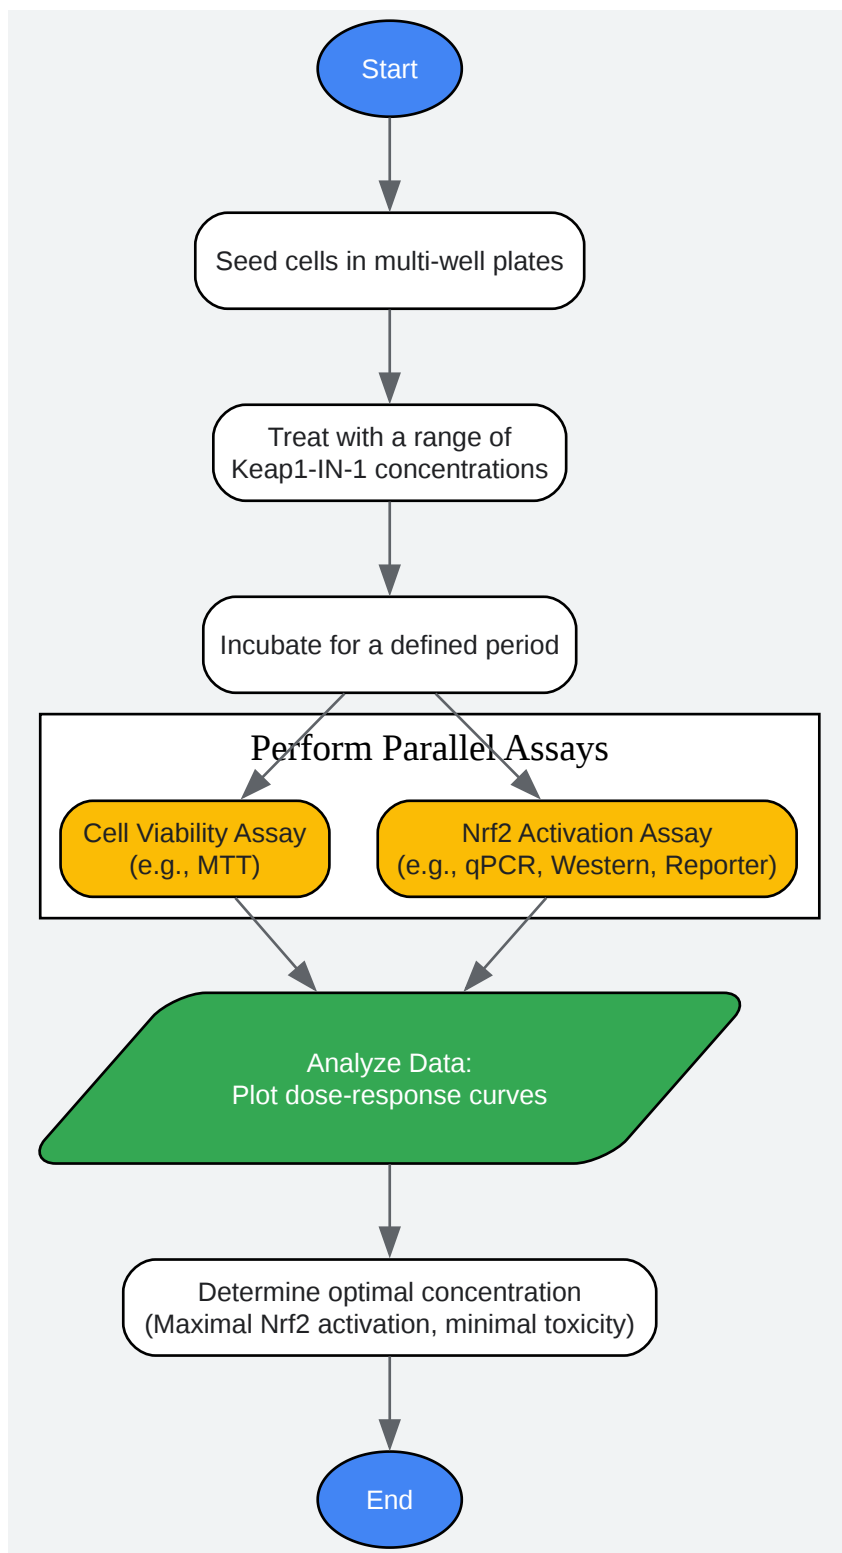 Start
Seed cells in multi-well plates
Treat with a range of
Keap1-IN-1 concentrations
Incubate for a defined period
Perform Parallel Assays
Cell Viability Assay
(e.g., MTT)
Nrf2 Activation Assay
(e.g., qPCR, Western, Reporter)
Analyze Data:
Plot dose-response curves
Determine optimal concentration
(Maximal Nrf2 activation, minimal toxicity)
End